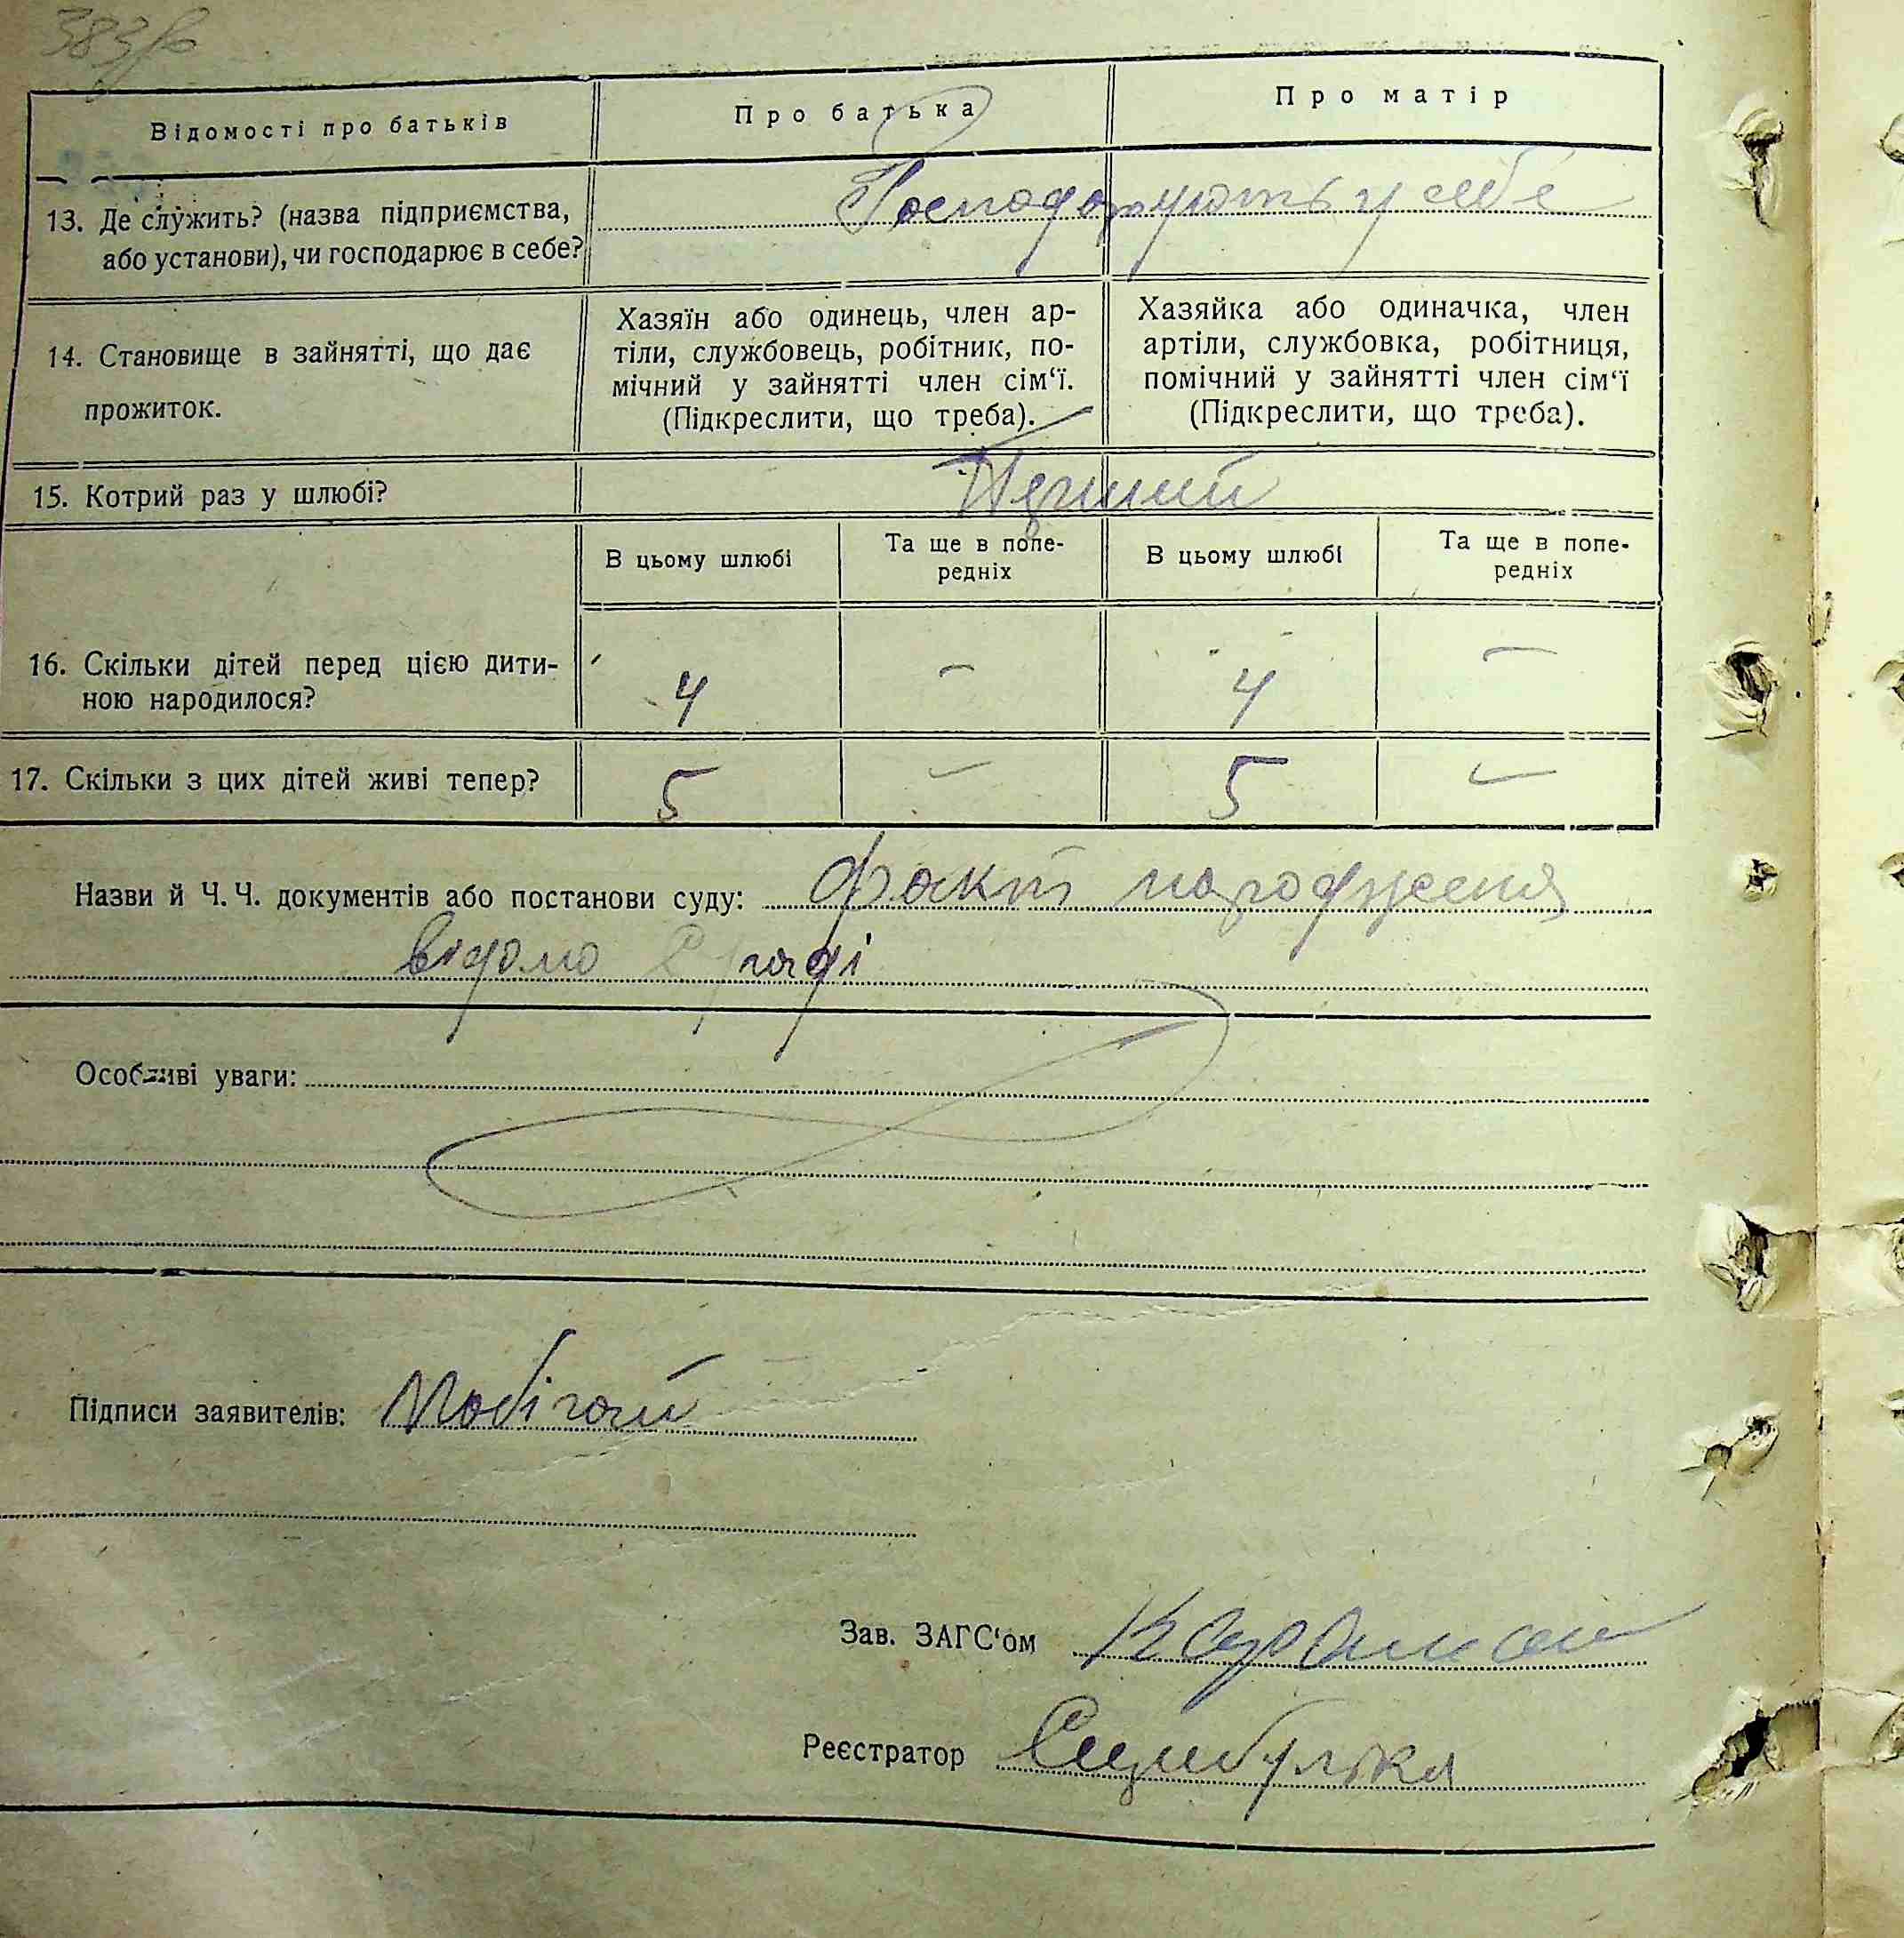 Відомості про батьків
Про батька
Про матір
13. Де служить? (назва підприємства,
або установи), чи господарює в себе?
Господарують у себе
14. Становище в зайнятті, що дає
прожиток.
Хазяїн або одинець, член ар-
тіли, службовець, робітник, по-
мічний у зайнятті член сім‘ї.
(Підкреслити, що треба).
Хазяйка або одиначка, член
артіли, службовка, робітниця,
помічний у зайнятті член сім‘ї
(Підкреслити, що треба).
15. Котрий раз у шлюбі?
Перший
В цьому шлюбі
Та ще в попе-
редніх
В цьому шлюбі
Та ще в попе-
редніх
16. Скільки дітей перед цією дити-
ною народилося?
4
–
4
–
17. Скільки з цих дітей живі тепер?
5
–
5
–
Назви й Ч. Ч. документів або постанови суду: факт народження
відомо с/раді
Особливі уваги:
Підписи заявителів:
Зав. ЗАГС‘ом
Реєстратор